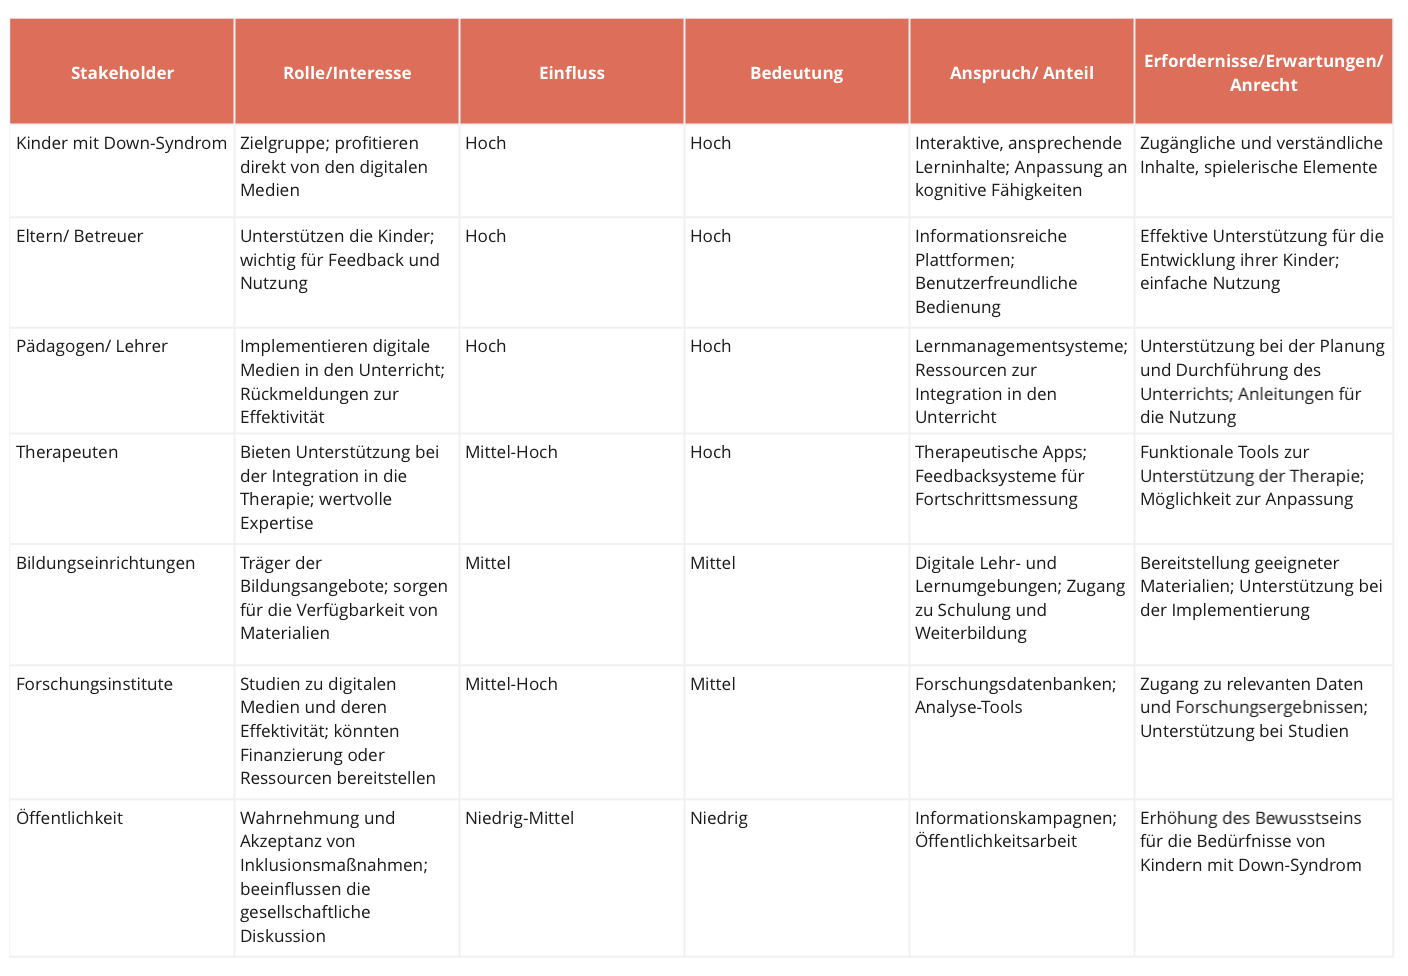 Stakeholder
Rolle/Interesse
Einfluss
Bedeutung
Anspruch/ Anteil
Erfordernisse/Erwartungen/
Anrecht
Kinder mit Down-Syndrom
Zielgruppe; profitieren
direkt von den digitalen
Medien
Hoch
Hoch
Interaktive, ansprechende
Lerninhalte; Anpassung an
kognitive Fähigkeiten
Zugängliche und verständliche
Inhalte, spielerische Elemente
Eltern/ Betreuer
Unterstützen die Kinder;
wichtig für Feedback und
Nutzung
Hoch
Hoch
Informationsreiche
Plattformen;
Benutzerfreundliche
Bedienung
Effektive Unterstützung für die
Entwicklung ihrer Kinder;
einfache Nutzung
Pädagogen/ Lehrer
Implementieren digitale
Medien in den Unterricht;
Rückmeldungen zur
Effektivität
Hoch
Hoch
Lernmanagementsysteme;
Ressourcen zur
Integration in den
Unterricht
Unterstützung bei der Planung
und Durchführung des
Unterrichts; Anleitungen für
die Nutzung
Therapeuten
Bieten Unterstützung bei
der Integration in die
Therapie; wertvolle
Expertise
Mittel-Hoch
Hoch
Therapeutische Apps;
Feedbacksysteme für
Fortschrittsmessung
Funktionale Tools zur
Unterstützung der Therapie;
Möglichkeit zur Anpassung
Bildungseinrichtungen
Träger der
Bildungsangebote; sorgen
für die Verfügbarkeit von
Materialien
Mittel
Mittel
Digitale Lehr- und
Lernumgebungen; Zugang
zu Schulung und
Weiterbildung
Bereitstellung geeigneter
Materialien; Unterstützung bei
der Implementierung
Forschungsinstitute
Studien zu digitalen
Medien und deren
Effektivität; könnten
Finanzierung oder
Ressourcen bereitstellen
Mittel-Hoch
Mittel
Forschungsdatenbanken;
Analyse-Tools
Zugang zu relevanten Daten
und Forschungsergebnissen;
Unterstützung bei Studien
Öffentlichkeit
Wahrnehmung und
Akzeptanz von
Inklusionsmaßnahmen;
beeinflussen die
gesellschaftliche
Diskussion
Niedrig-Mittel
Niedrig
Informationskampagnen;
Öffentlichkeitsarbeit
Erhöhung des Bewusstseins
für die Bedürfnisse von
Kindern mit Down-Syndrom